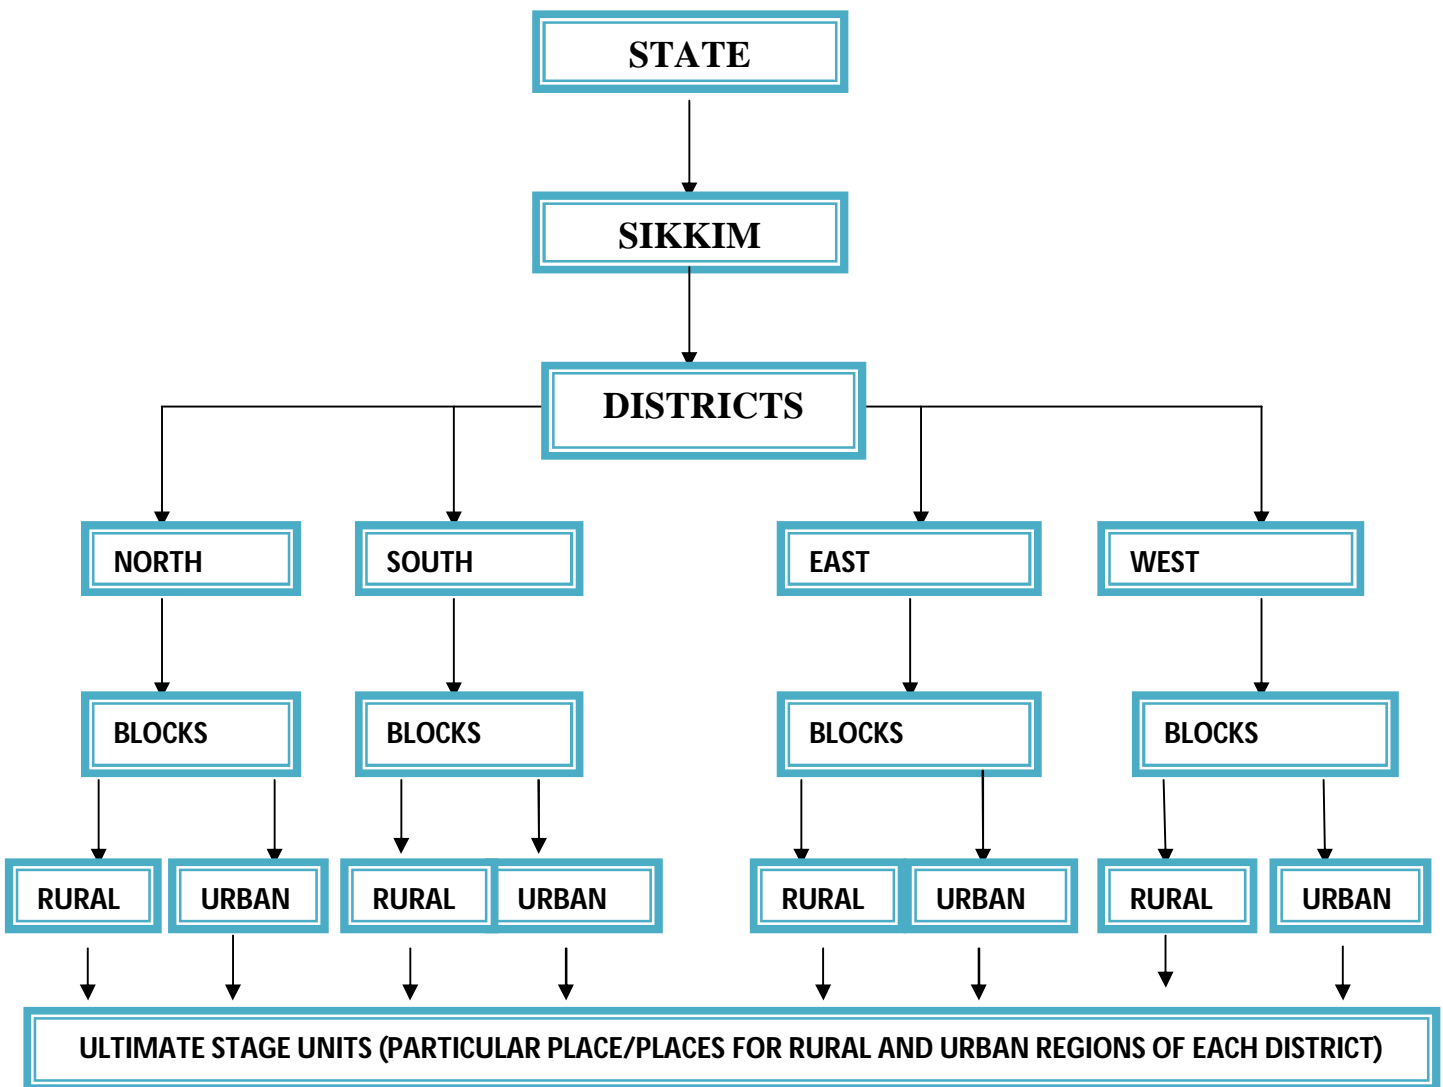 STATE
SIKKIM
DISTRICTS
NORTH
SOUTH
EAST
WEST
BLOCKS
BLOCKS
BLOCKS
BLOCKS
RURAL
URBAN
RURAL
URBAN
RURAL
URBAN
RURAL
URBAN
ULTIMATE STAGE UNITS (PARTICULAR PLACE/PLACES FOR RURAL AND URBAN REGIONS OF EACH DISTRICT)